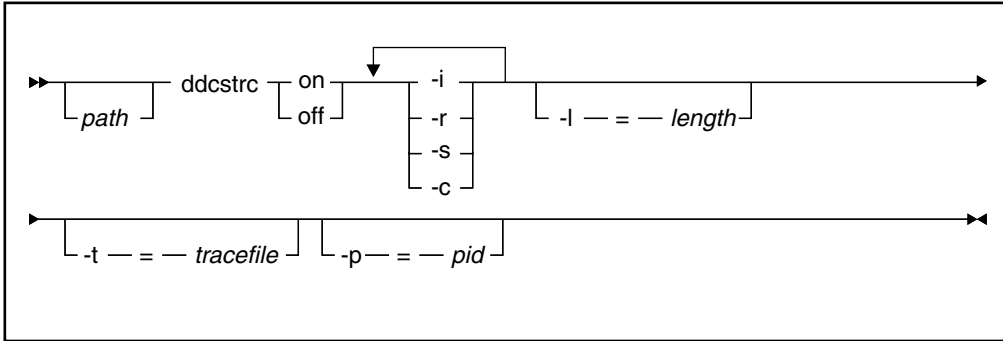 path ddcstrc on -i -l — = — length
off -r
-s
-c
-t — = — tracefile -p — = — pid